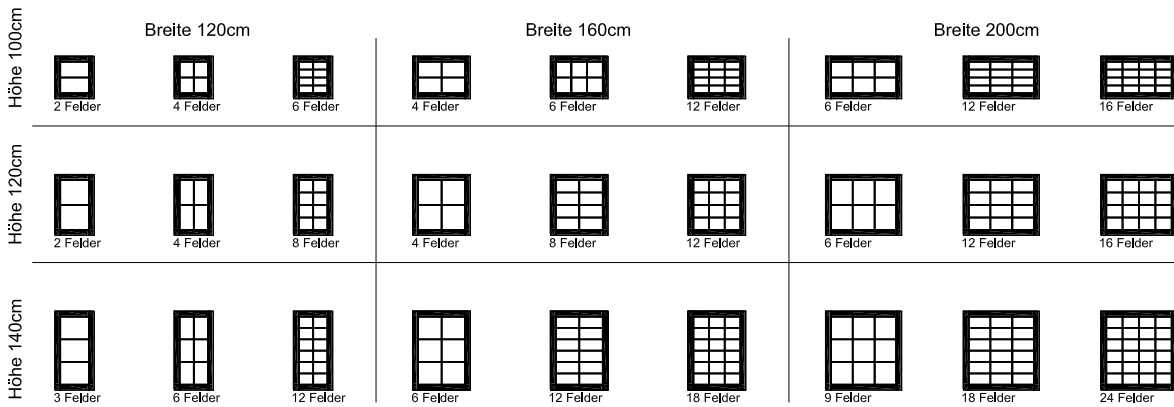 Breite 120cm Breite 160cm Breite 200cm
Höhe 100cm
2 Felder 4 Felder 6 Felder 4 Felder 6 Felder 12 Felder 6 Felder 12 Felder 16 Felder
Höhe 120cm
2 Felder 4 Felder 8 Felder 4 Felder 8 Felder 12 Felder 6 Felder 12 Felder 16 Felder
Höhe 140cm
3 Felder 6 Felder 12 Felder 6 Felder 12 Felder 18 Felder 9 Felder 18 Felder 24 Felder